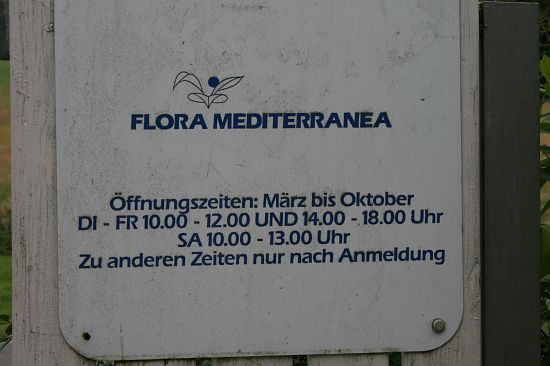 FLORA MEDITERRANEA
Öffnungszeiten: März bis Oktober
DI - FR 10.00 - 12.00 UND 14.00 - 18.00 Uhr
SA 10.00 - 13.00 Uhr
Zu anderen Zeiten nur nach Anmeldung